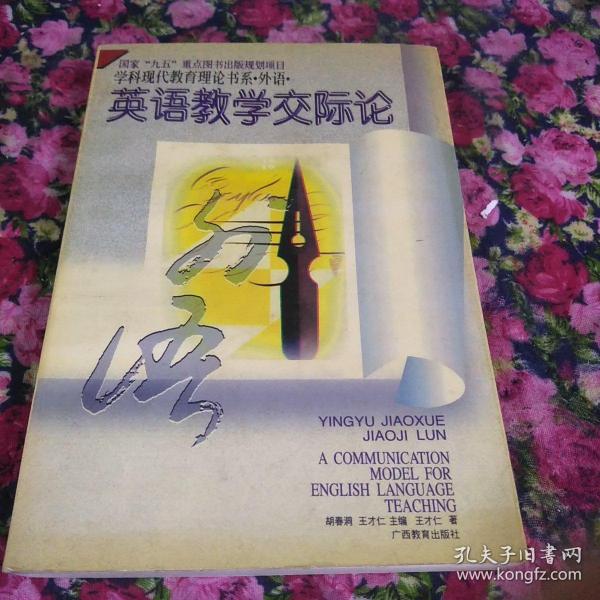 国家“九五”重点图书出版规划项目
学科现代教育理论书系·外语·
英语教学交际论
外语
YINGYU JIAOXUE
JIAOJI LUN
A COMMUNICATION
MODEL FOR
ENGLISH LANGUAGE
TEACHING
胡春洞 王才仁 主编 王才仁 著
广西教育出版社
孔夫子旧书网
www.kongfz.com